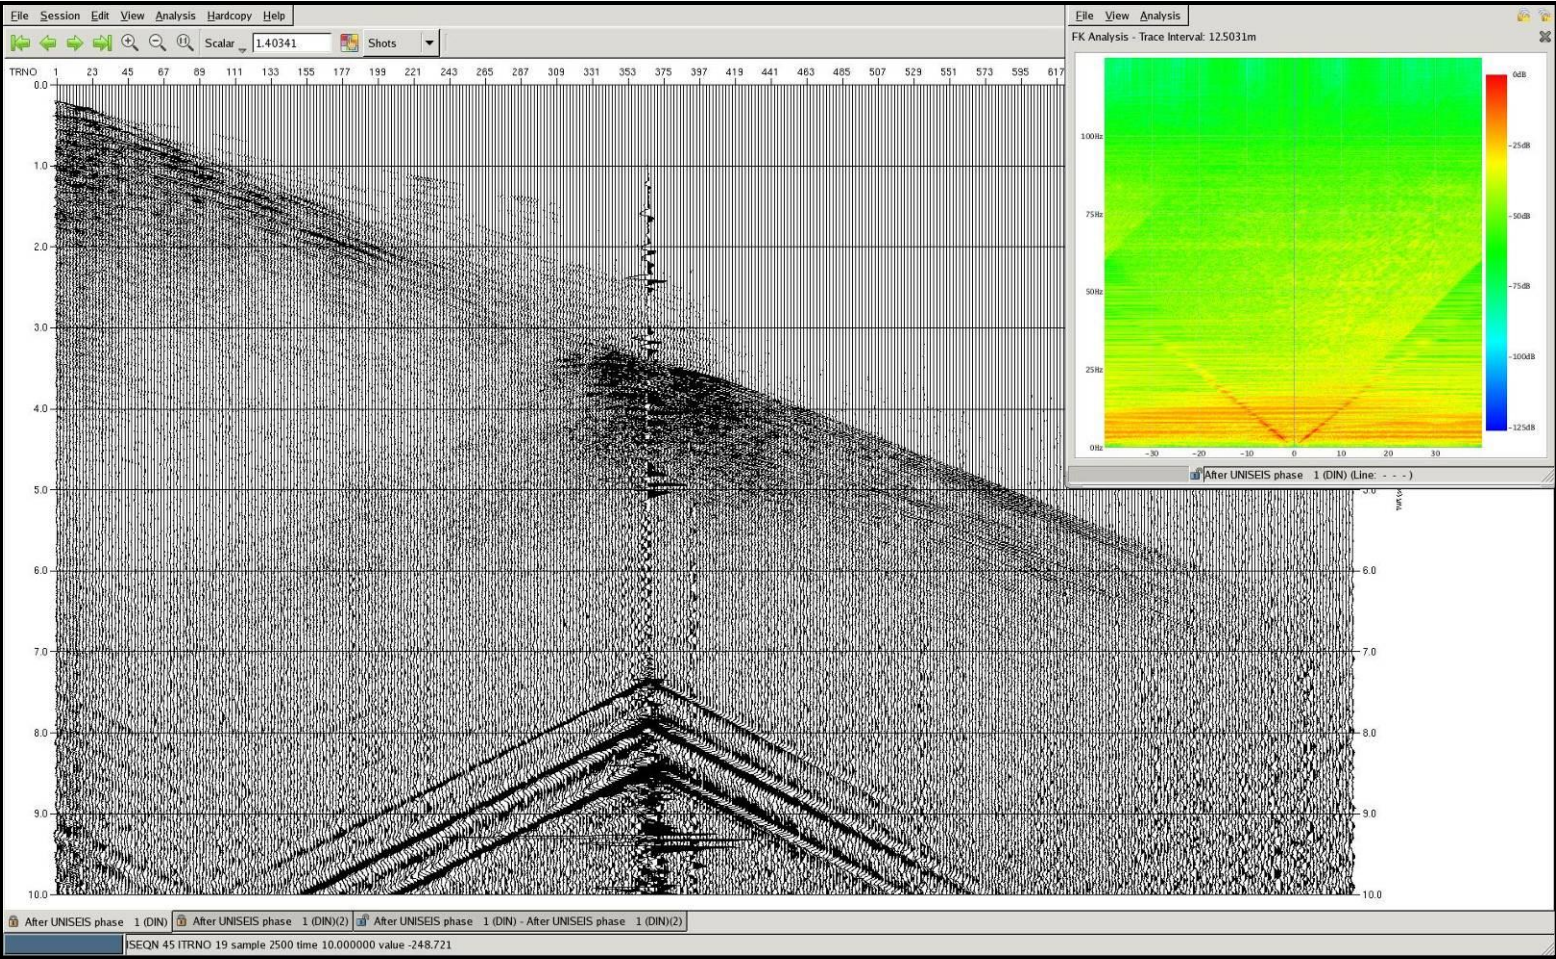 File Session Edit View Analysis Hardcopy Help
Scalar 1.40341 Shots
TRNO 1 23 45 67 89 111 133 155 177 199 221 243 265 287 309 331 353 375 397 419 441 463 485 507 529 551 573 595 617
0.0
1.0
2.0
3.0
4.0
5.0
6.0
7.0
8.0
9.0
10.0
File View Analysis
FK Analysis - Trace Interval: 12.5031m
100Hz
75Hz
50Hz
25Hz
0Hz
-30 -20 -10 0 10 20 30
0dB
-25dB
-50dB
-75dB
-100dB
-125dB
After UNISEIS phase 1 (DIN) (Line: - - - )
5.0
6.0
7.0
8.0
9.0
10.0
After UNISEIS phase 1 (DIN) After UNISEIS phase 1 (DIN)(2) After UNISEIS phase 1 (DIN) - After UNISEIS phase 1 (DIN)(2)
ISEQN 45 ITRNO 19 sample 2500 time 10.000000 value -248.721